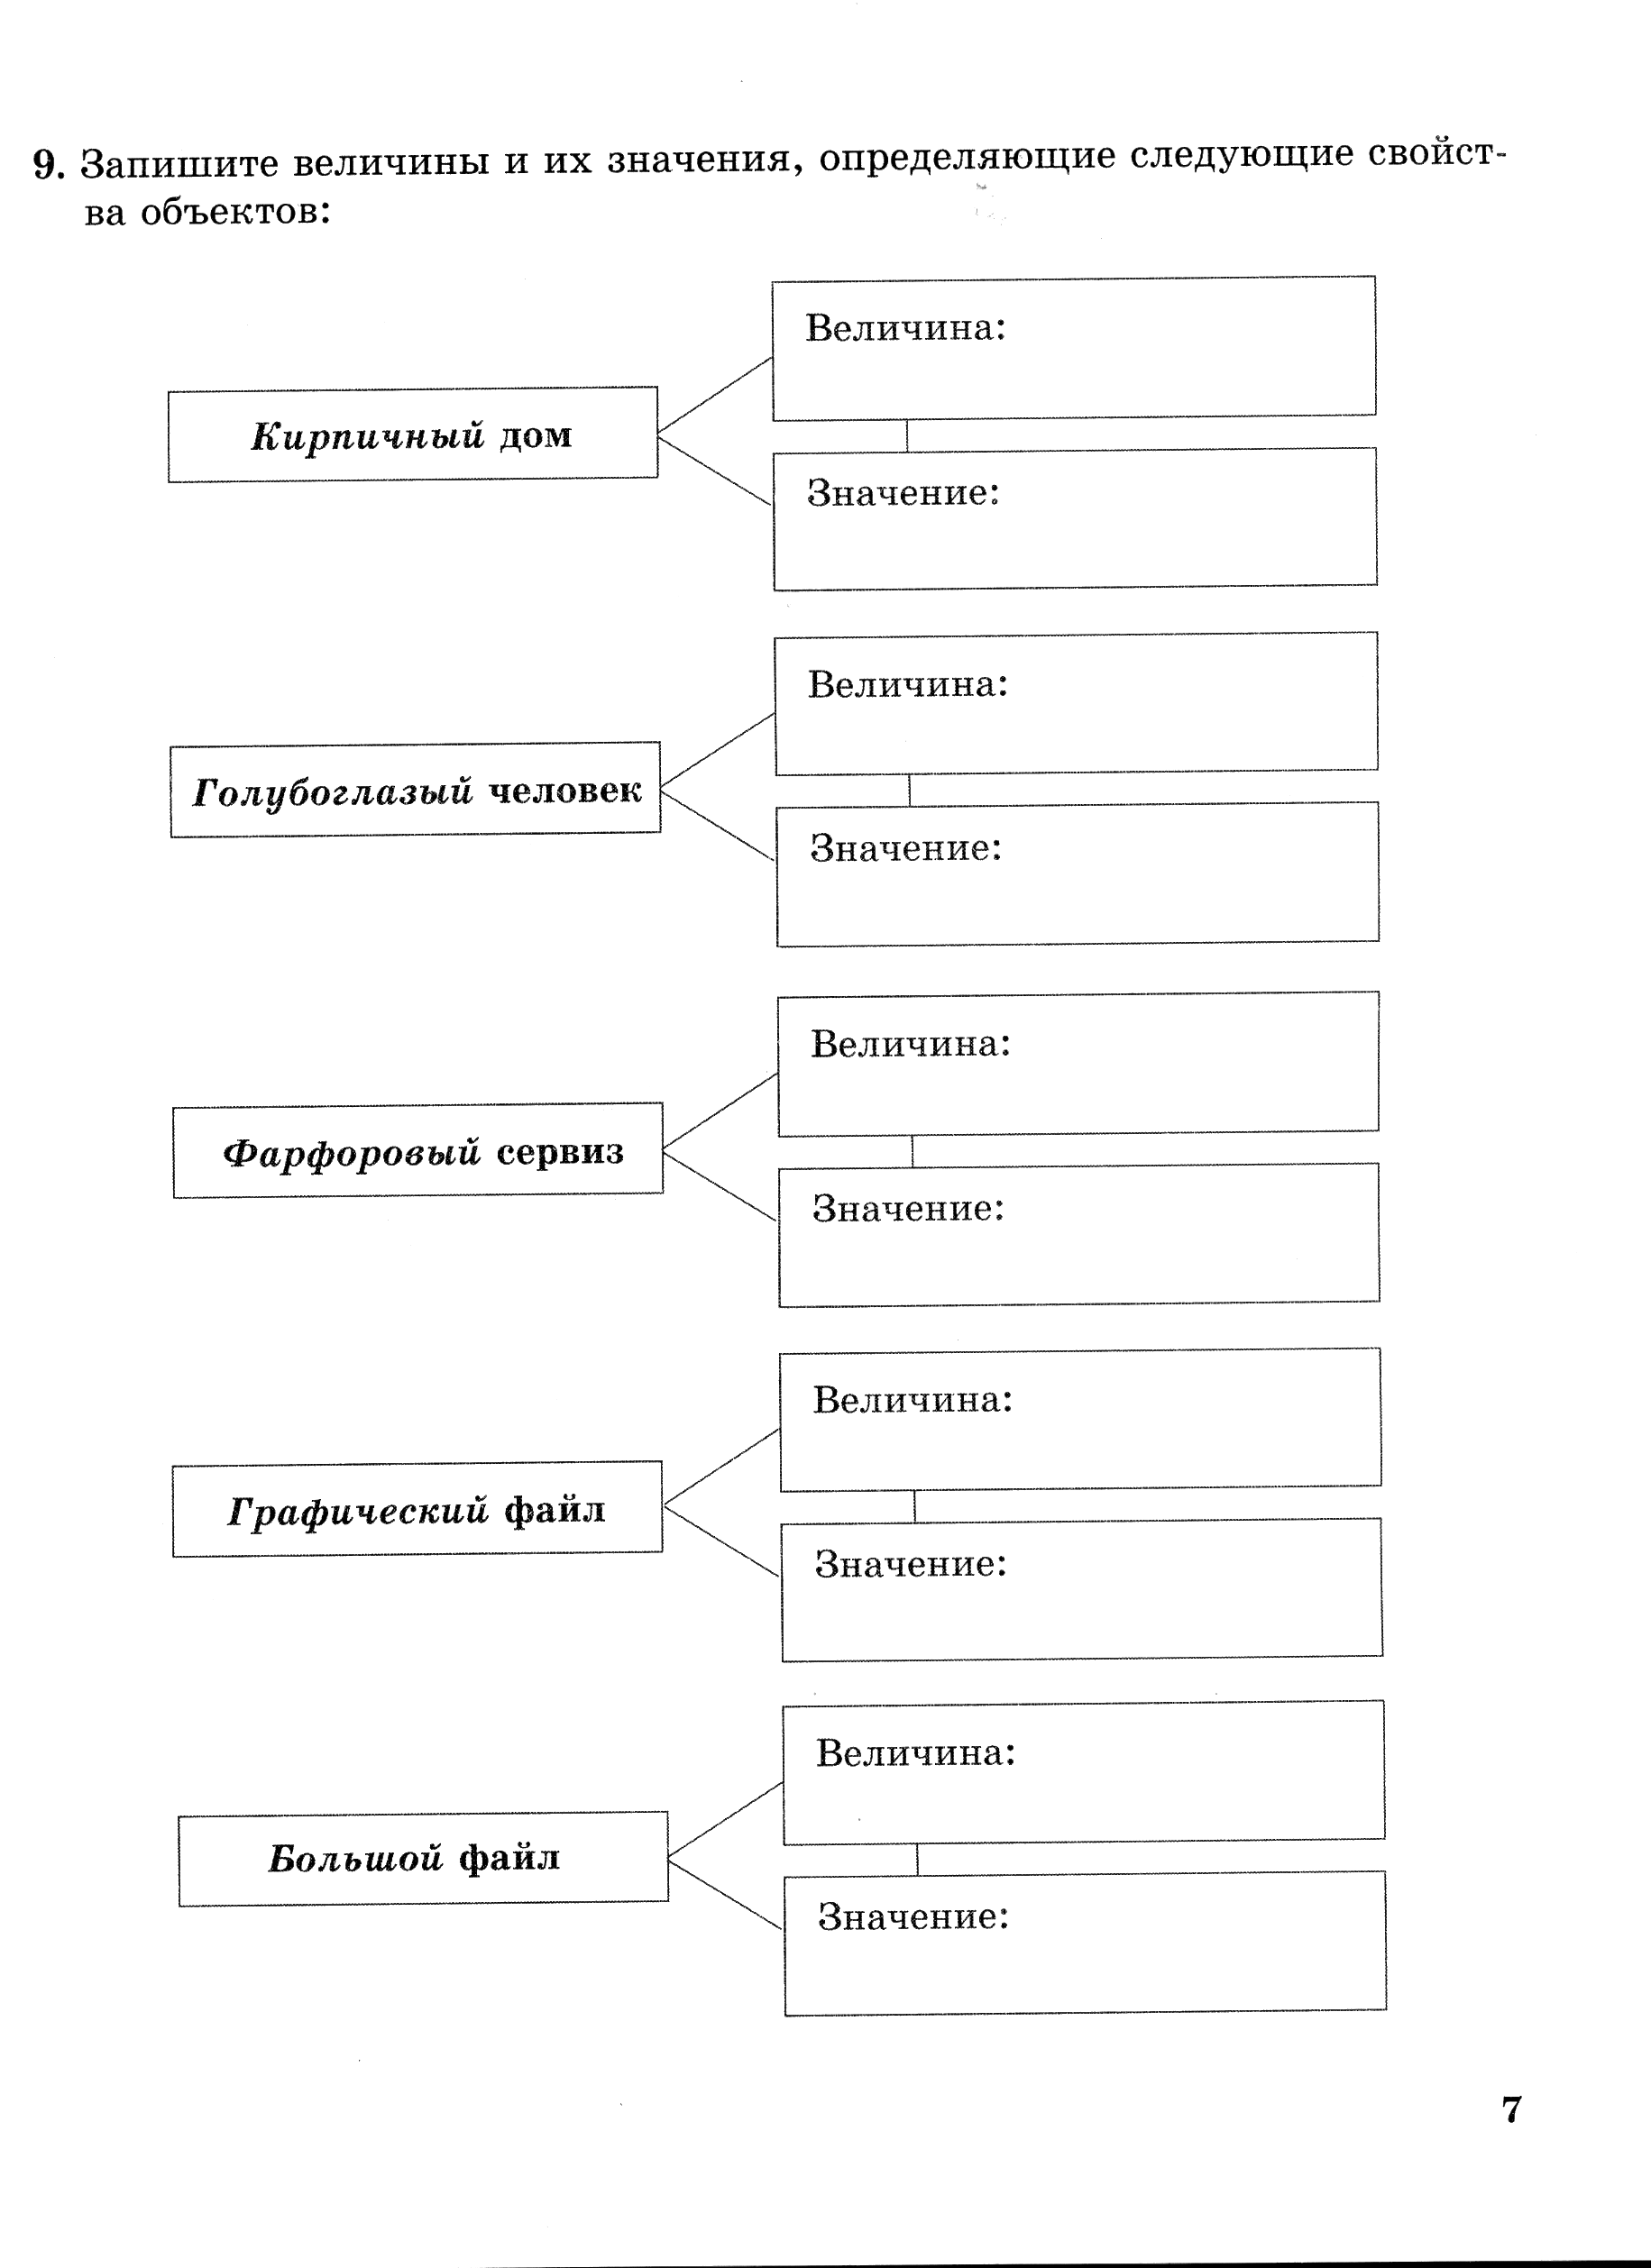 9. Запишите величины и их значения, определяющие следующие свойст-
ва объектов:
Кирпичный дом
Величина:
Значение:
Голубоглазый человек
Величина:
Значение:
Фарфоровый сервиз
Величина:
Значение:
Графический файл
Величина:
Значение:
Большой файл
Величина:
Значение:
7